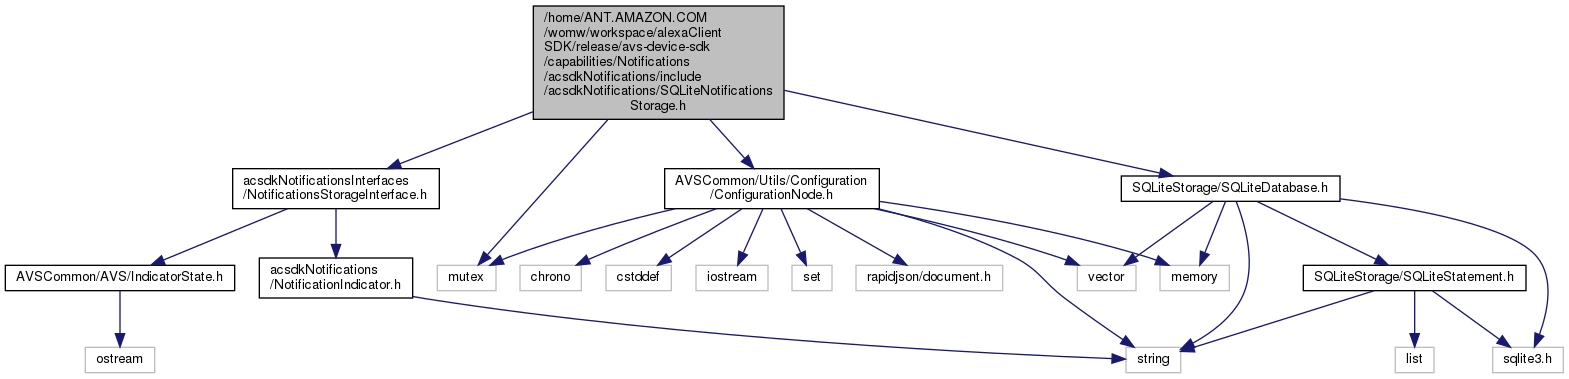 /home/ANT.AMAZON.COM
/womw/workspace/alexaClient
SDK/release/avs-device-sdk
/capabilities/Notifications
/acsdkNotifications/include
/acsdkNotifications/SQLiteNotifications
Storage.h
acsdkNotificationsInterfaces
/NotificationsStorageInterface.h
AVSCommon/Utils/Configuration
/ConfigurationNode.h
SQLiteStorage/SQLiteDatabase.h
AVSCommon/AVS/IndicatorState.h
acsdkNotifications
/NotificationIndicator.h
mutex
chrono
cstddef
iostream
set
rapidjson/document.h
vector
memory
SQLiteStorage/SQLiteStatement.h
ostream
string
list
sqlite3.h